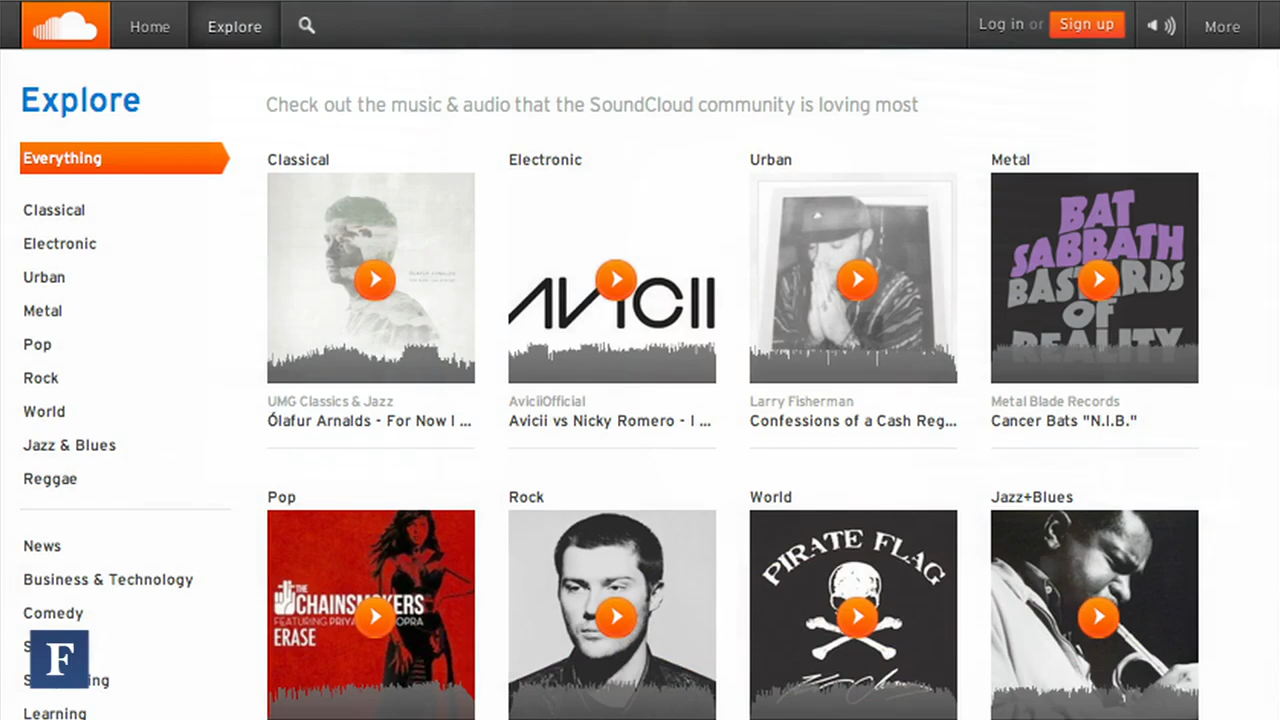 Home
Explore
Log in or
Sign up
More
Explore
Check out the music & audio that the SoundCloud community is loving most
Everything
Classical
Electronic
Urban
Metal
Pop
Rock
World
Jazz & Blues
Reggae
News
Business & Technology
Comedy
F
Learning
Classical
Electronic
Urban
Metal
AVICII
BAT
SABBATH
BASTARDS
OF
REALITY
UMG Classics & Jazz
AviciiOfficial
Larry Fisherman
Metal Blade Records
Ólafur Arnalds - For Now I ...
Avicii vs Nicky Romero - I ...
Confessions of a Cash Reg...
Cancer Bats "N.I.B."
Pop
Rock
World
Jazz+Blues
THE
CHAINSMOKERS
FEATURING
ERASE
PIRATE FLAG